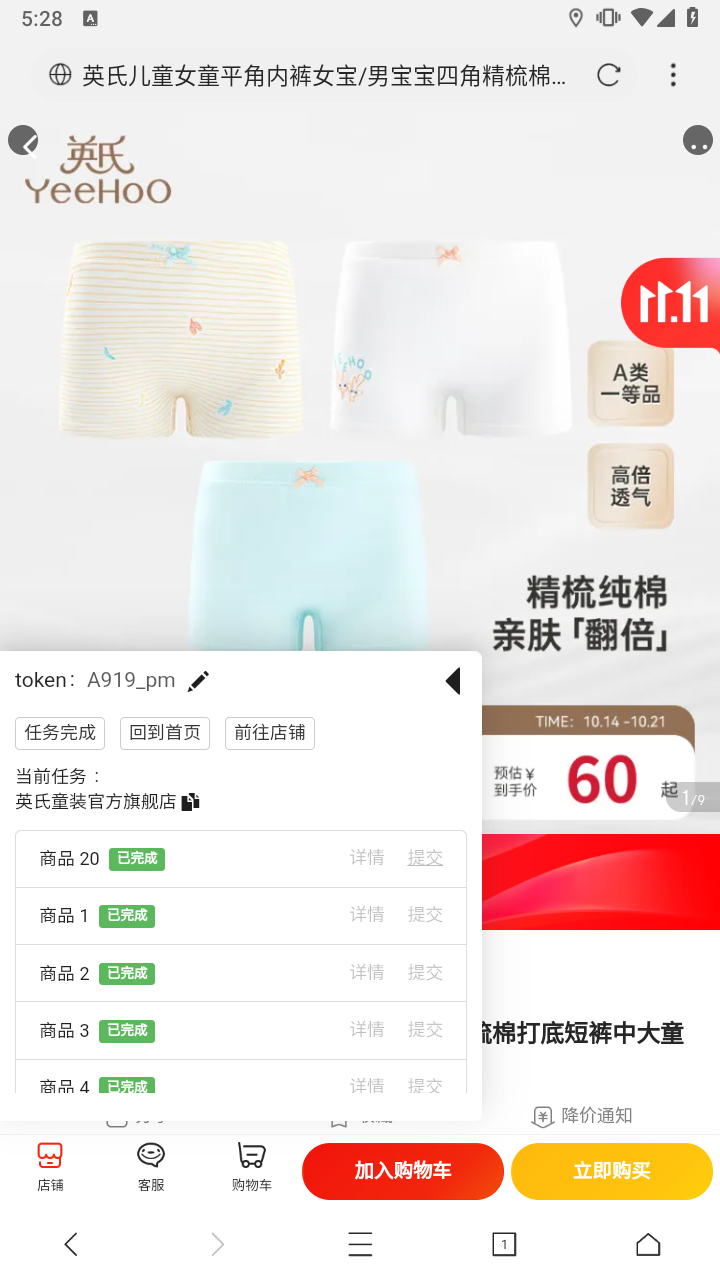 5:28
A
英氏儿童女童平角内裤女宝/男宝宝四角精梳棉...
英氏
YeeHoO
11.11
A类
一等品
高倍
透气
YEEHOO
精梳纯棉
亲肤「翻倍」
TIME: 10.14 -10.21
预估¥
到手价
60
起
1/9
token: A919_pm
任务完成
回到首页
前往店铺
当前任务：
英氏童装官方旗舰店
商品 20 已完成 详情 提交
商品 1 已完成 详情 提交
商品 2 已完成 详情 提交
商品 3 已完成 详情 提交
商品 4 已完成 详情 提交
梳棉打底短裤中大童
降价通知
店铺
客服
购物车
加入购物车
立即购买
1